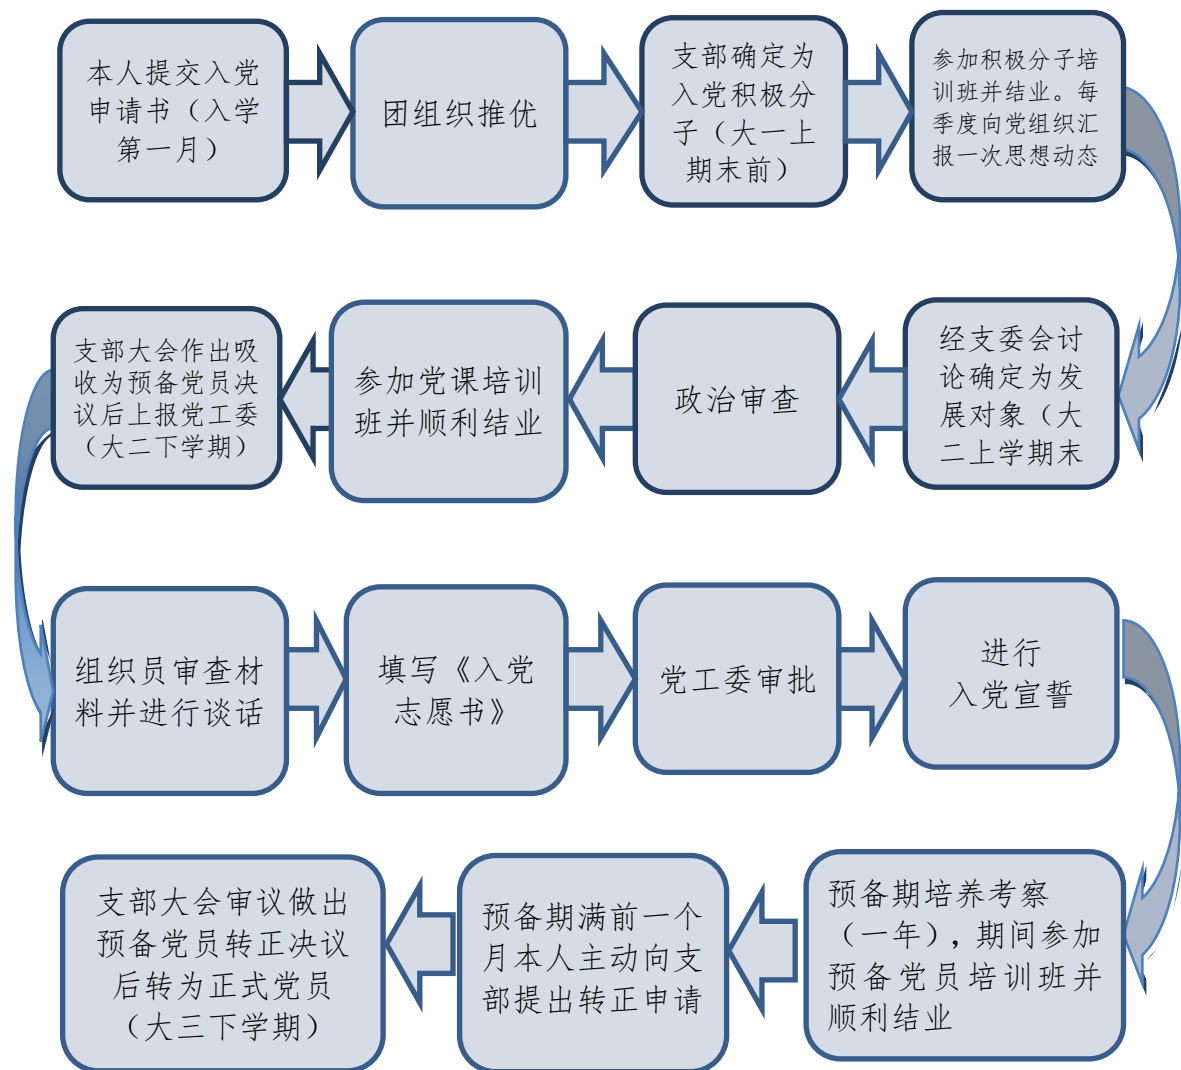 本人提交入党
申请书（入学
第一月）
团组织推优
支部确定为
入党积极分
子（大一上
期末前）
参加积极分子培
训班并结业。每
季度向党组织汇
报一次思想动态
经支委会讨
论确定为发
展对象（大
二上学期末
政治审查
参加党课培训
班并顺利结业
支部大会作出吸
收为预备党员决
议后上报党工委
（大二下学期）
组织员审查材
料并进行谈话
填写《入党
志愿书》
党工委审批
进行
入党宣誓
预备期培养考察
（一年），期间参加
预备党员培训班并
顺利结业
预备期满前一个
月本人主动向支
部提出转正申请
支部大会审议做出
预备党员转正决议
后转为正式党员
（大三下学期）